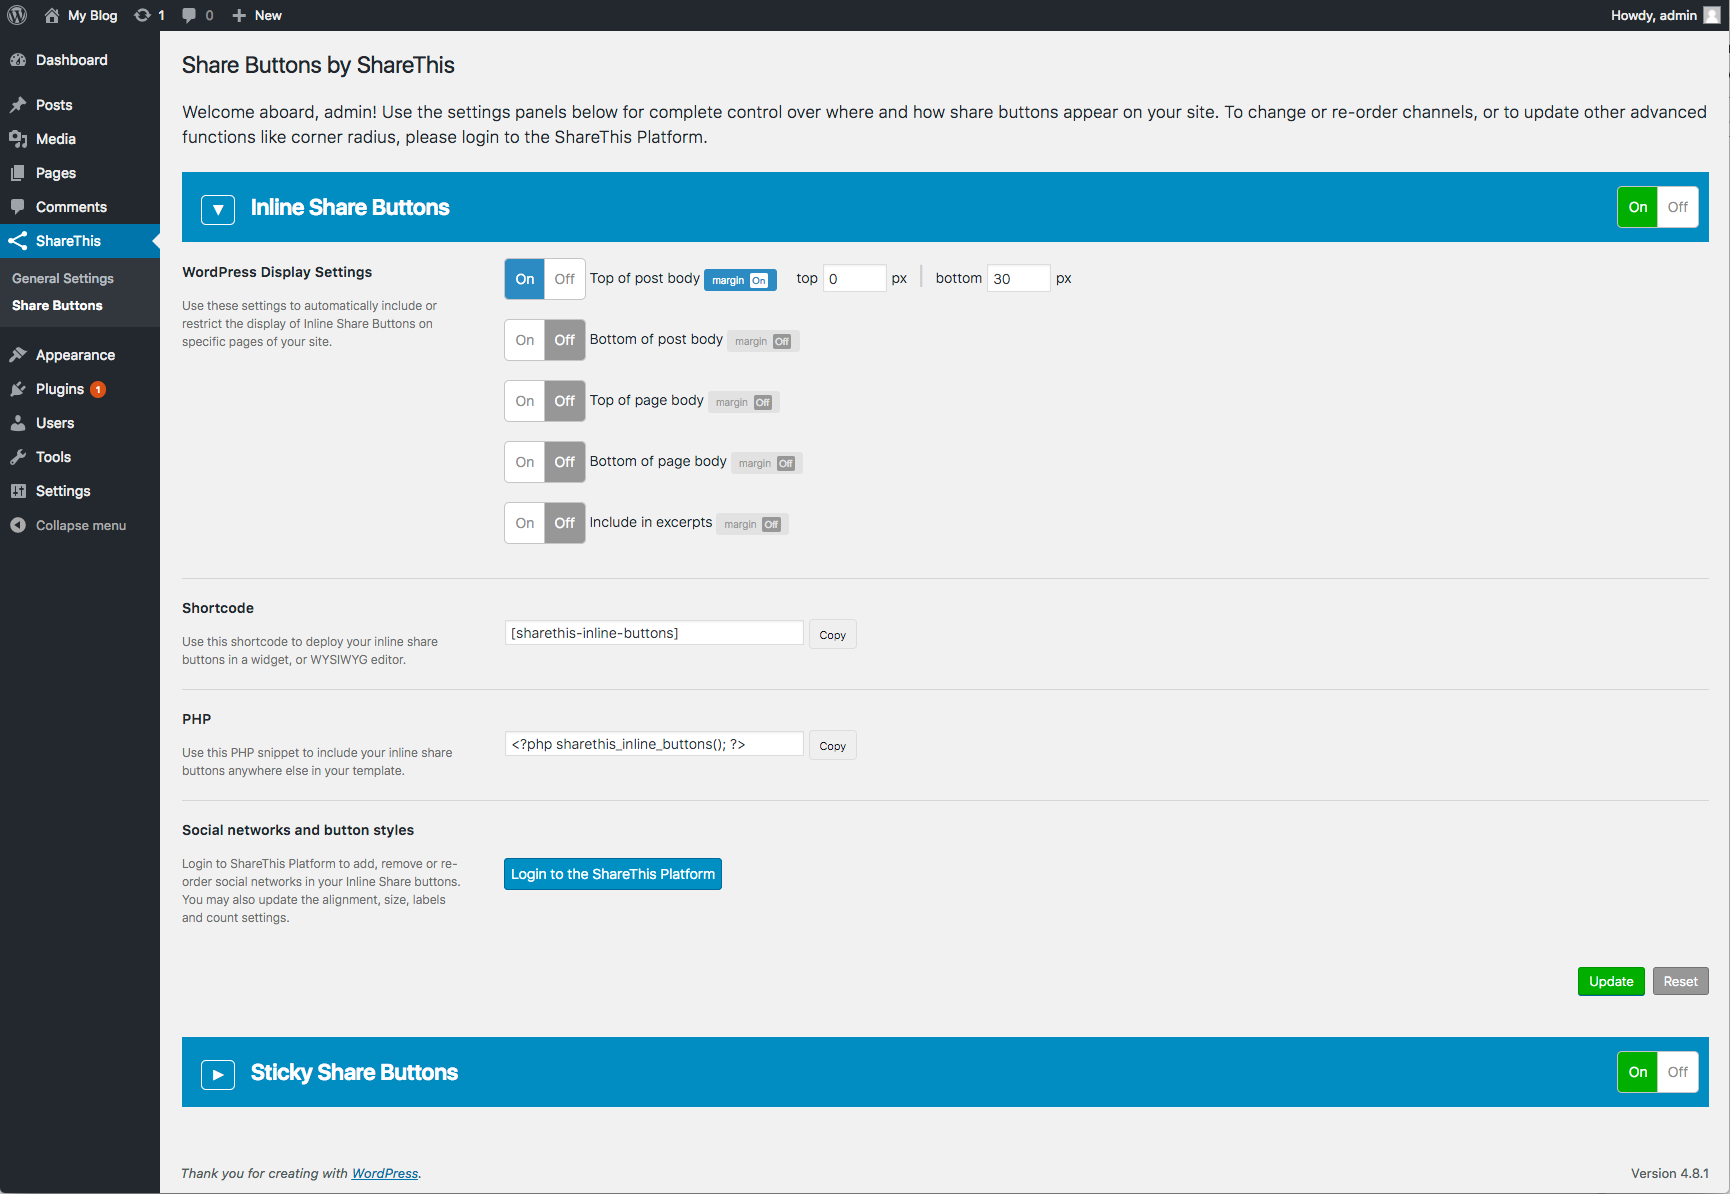 My Blog 1 0 New Howdy, admin
Dashboard
Posts
Media
Pages
Comments
ShareThis
General Settings
Share Buttons
Appearance
Plugins 1
Users
Tools
Settings
Collapse menu
Share Buttons by ShareThis
Welcome aboard, admin! Use the settings panels below for complete control over where and how share buttons appear on your site. To change or re-order channels, or to update other advanced
functions like corner radius, please login to the ShareThis Platform.
Inline Share Buttons On Off
WordPress Display Settings
Use these settings to automatically include or
restrict the display of Inline Share Buttons on
specific pages of your site.
On Off Top of post body margin On top 0 px bottom 30 px
On Off Bottom of post body margin Off
On Off Top of page body margin Off
On Off Bottom of page body margin Off
On Off Include in excerpts margin Off
Shortcode
Use this shortcode to deploy your inline share
buttons in a widget, or WYSIWYG editor.
[sharethis-inline-buttons] Copy
PHP
Use this PHP snippet to include your inline share
buttons anywhere else in your template.
<?php sharethis_inline_buttons(); ?> Copy
Social networks and button styles
Login to ShareThis Platform to add, remove or re-
order social networks in your Inline Share buttons.
You may also update the alignment, size, labels
and count settings.
Login to the ShareThis Platform
Update Reset
Sticky Share Buttons On Off
Thank you for creating with WordPress. Version 4.8.1